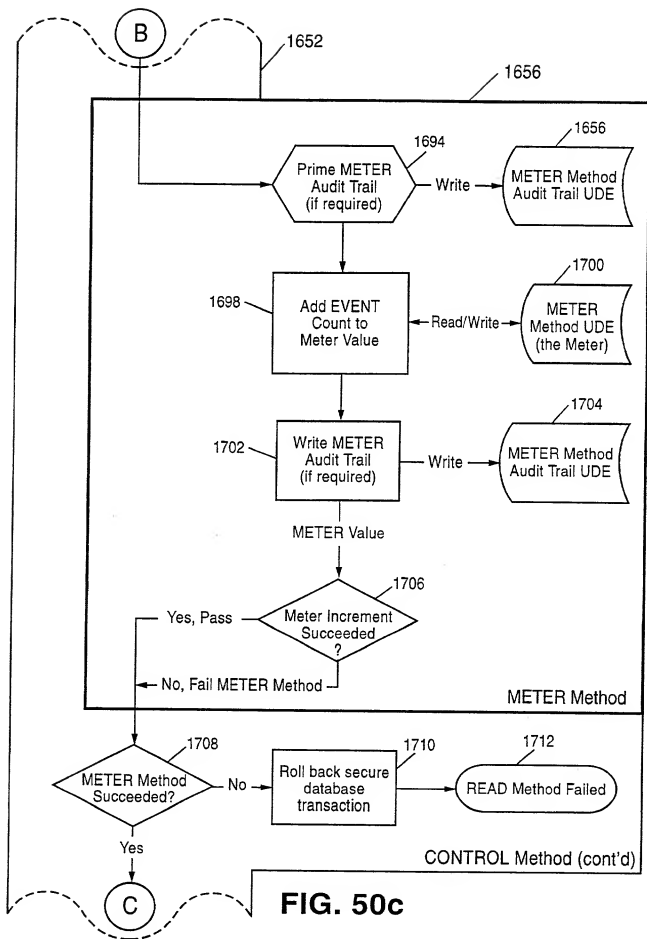 B
1652
1656
1694
Prime METER
Audit Trail
(if required)
Write
1656
METER Method
Audit Trail UDE
1698
Add EVENT
Count to
Meter Value
Read/Write
1700
METER
Method UDE
(the Meter)
1702
Write METER
Audit Trail
(if required)
Write
1704
METER Method
Audit Trail UDE
METER Value
1706
Meter Increment
Succeeded
?
Yes, Pass
No, Fail METER Method
METER Method
1708
METER Method
Succeeded?
No
1710
Roll back secure
database
transaction
1712
READ Method Failed
Yes
CONTROL Method (cont'd)
C
FIG. 50c